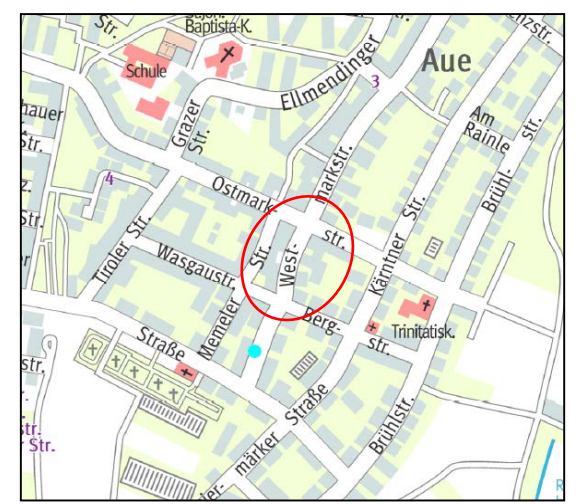 Baptista-K.
Schule
Aue
Ellmendinger
3
Grazer
Str.
Am
Rainle
Brühl-
str.
hauer
Str.
4
Ostmark-
str.
markstr.
West-
Str.
Tiroler Str.
Wasgaustr.
Memeler
Kärntner Str.
Berg-
str.
Trinitatisk.
Straße
märker Straße
Brühlstr.
str.
Str.